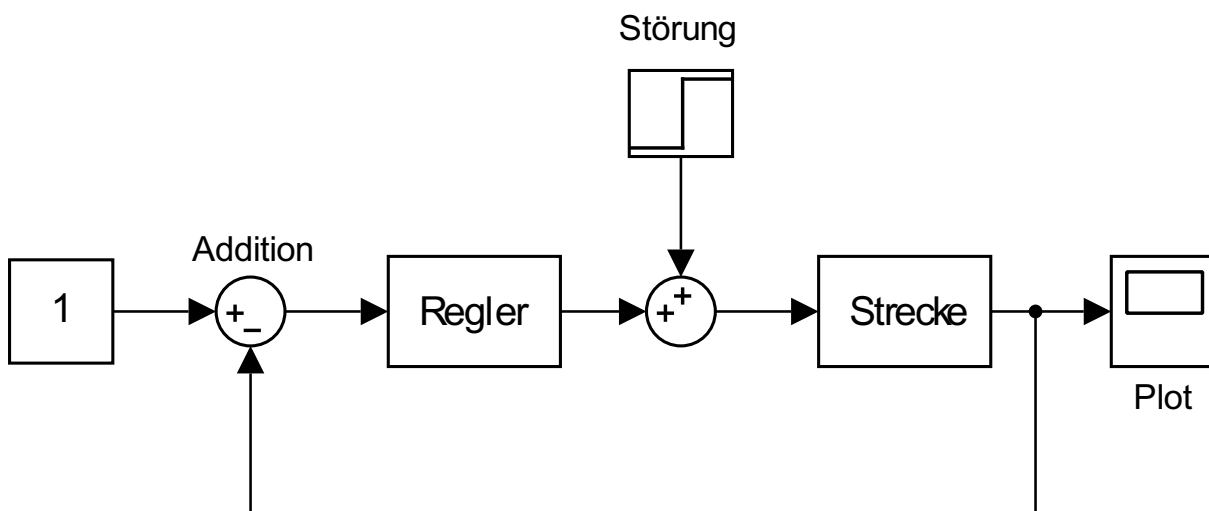 Störung
Addition
1
+
−
Regler
+
+
Strecke
Plot